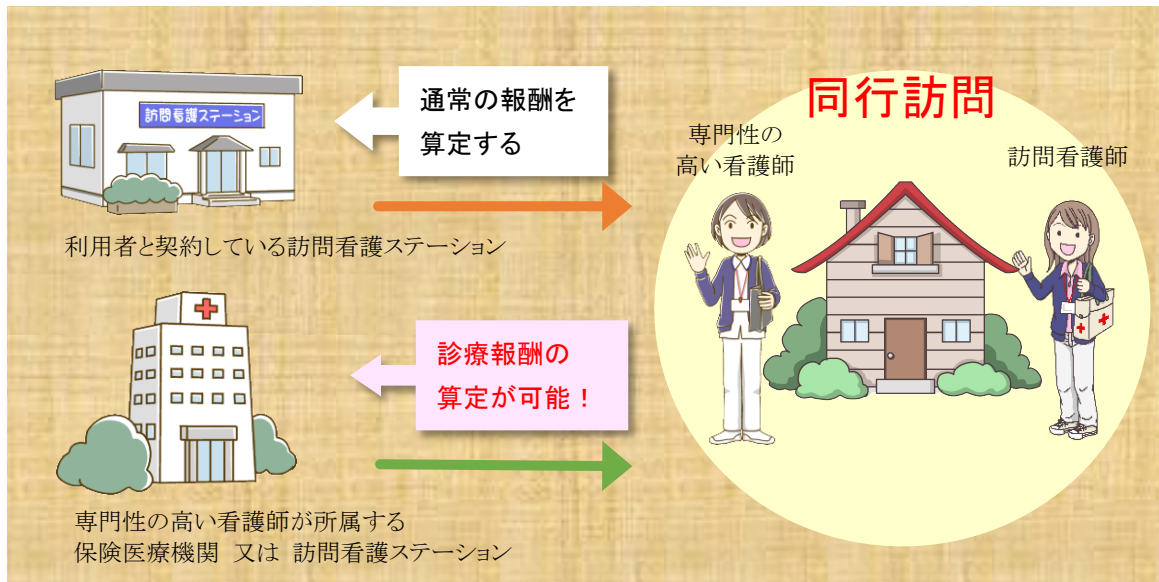 訪問看護ステーション
通常の報酬を
算定する
利用者と契約している訪問看護ステーション
同行訪問
専門性の
高い看護師
訪問看護師
診療報酬の
算定が可能！
専門性の高い看護師が所属する
保険医療機関 又は 訪問看護ステーション